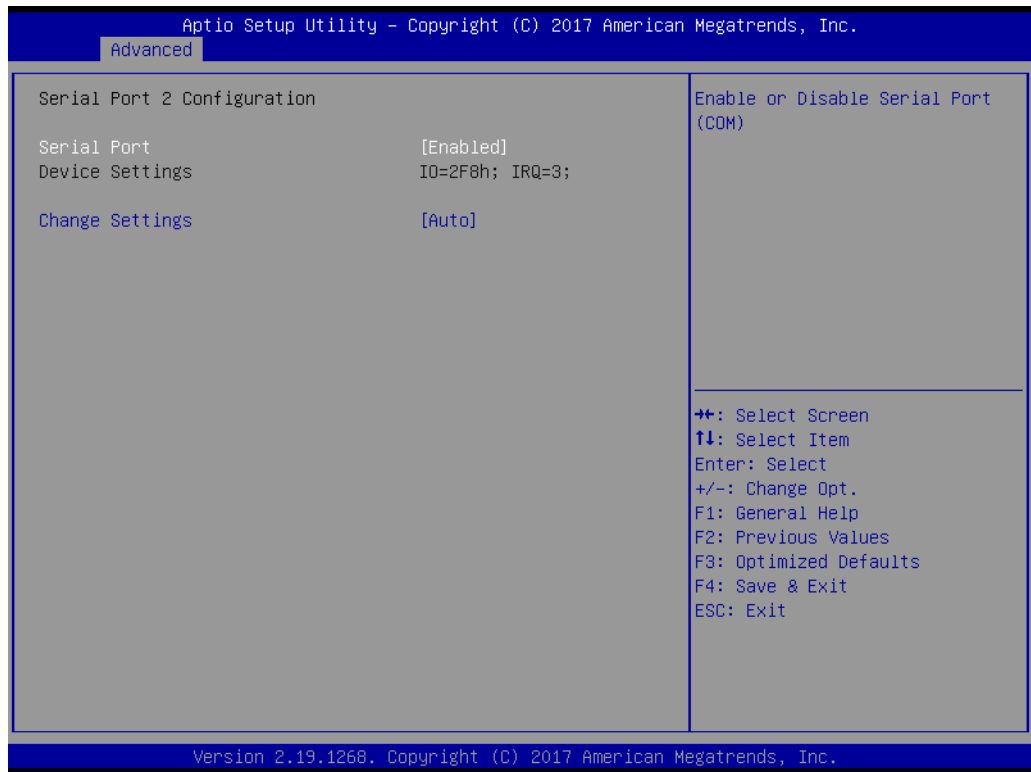 Aptio Setup Utility – Copyright (C) 2017 American Megatrends, Inc.
Advanced
Serial Port 2 Configuration
Serial Port [Enabled]
Device Settings IO=2F8h; IRQ=3;
Change Settings [Auto]
Enable or Disable Serial Port
(COM)
→←: Select Screen
↑↓: Select Item
Enter: Select
+/-: Change Opt.
F1: General Help
F2: Previous Values
F3: Optimized Defaults
F4: Save & Exit
ESC: Exit
Version 2.19.1268. Copyright (C) 2017 American Megatrends, Inc.